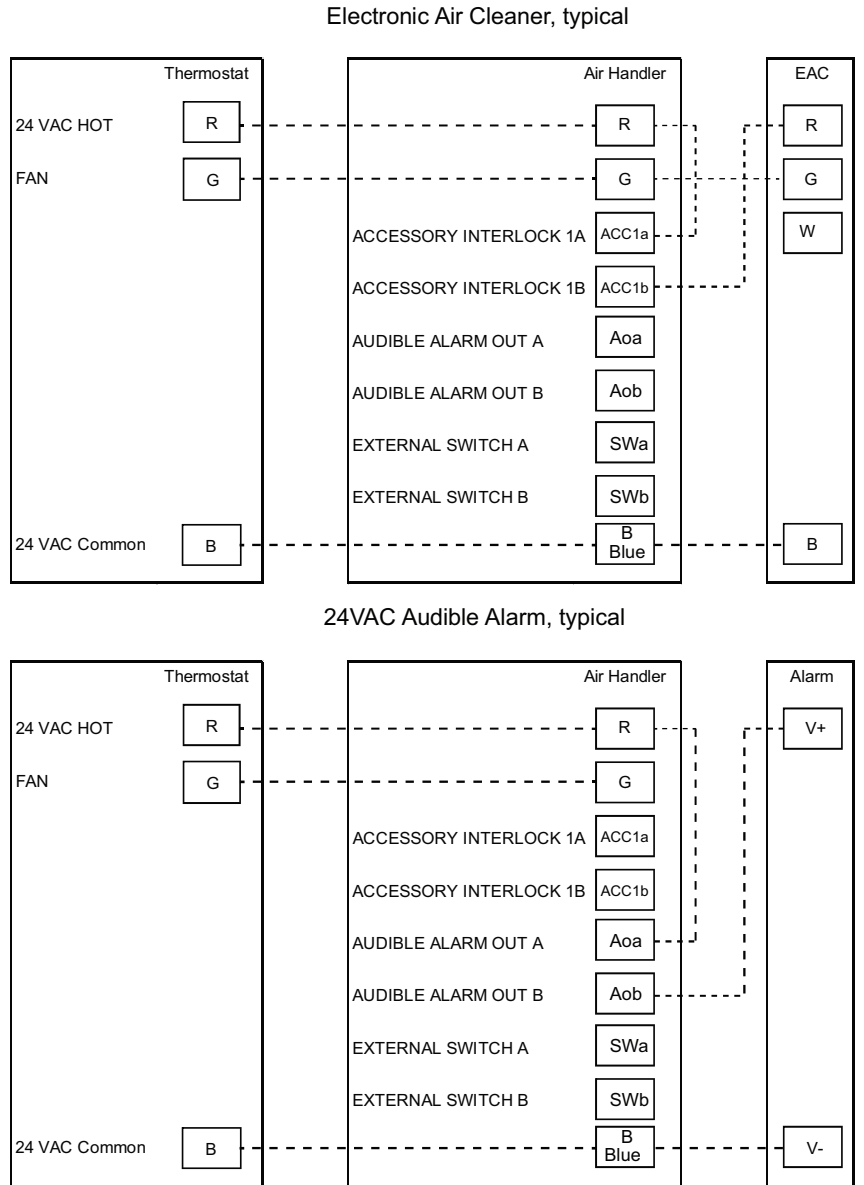 Electronic Air Cleaner, typical
Thermostat
Air Handler
EAC
24 VAC HOT R R R
FAN G G G
ACCESSORY INTERLOCK 1A ACC1a W
ACCESSORY INTERLOCK 1B ACC1b
AUDIBLE ALARM OUT A Aoa
AUDIBLE ALARM OUT B Aob
EXTERNAL SWITCH A SWa
EXTERNAL SWITCH B SWb
24 VAC Common B B B
Blue
24VAC Audible Alarm, typical
Thermostat
Air Handler
Alarm
24 VAC HOT R R V+
FAN G G
ACCESSORY INTERLOCK 1A ACC1a
ACCESSORY INTERLOCK 1B ACC1b
AUDIBLE ALARM OUT A Aoa
AUDIBLE ALARM OUT B Aob
EXTERNAL SWITCH A SWa
EXTERNAL SWITCH B SWb
24 VAC Common B B V-
Blue